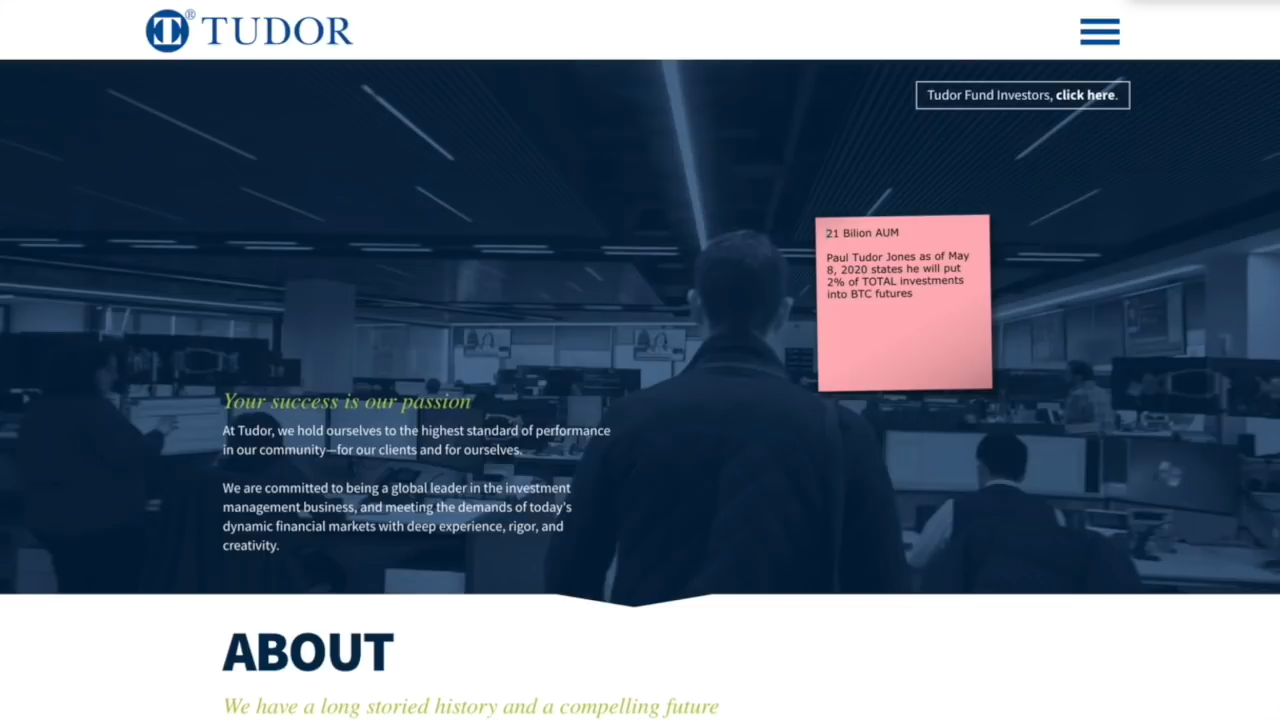 TUDOR
Tudor Fund Investors, click here.
21 Bilion AUM
Paul Tudor Jones as of May
8, 2020 states he will put
2% of TOTAL investments
into BTC futures
Your success is our passion
At Tudor, we hold ourselves to the highest standard of performance
in our community—for our clients and for ourselves.
We are committed to being a global leader in the investment
management business, and meeting the demands of today's
dynamic financial markets with deep experience, rigor, and
creativity.
ABOUT
We have a long storied history and a compelling future